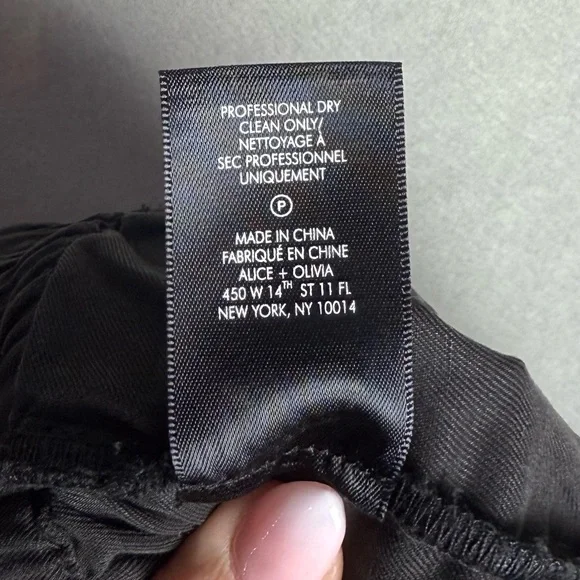 PROFESSIONAL DRY
CLEAN ONLY/
NETTOYAGE À
SEC PROFESSIONNEL
UNIQUEMENT
P
MADE IN CHINA
FABRIQUÉ EN CHINE
ALICE + OLIVIA
450 W 14TH ST 11 FL
NEW YORK, NY 10014